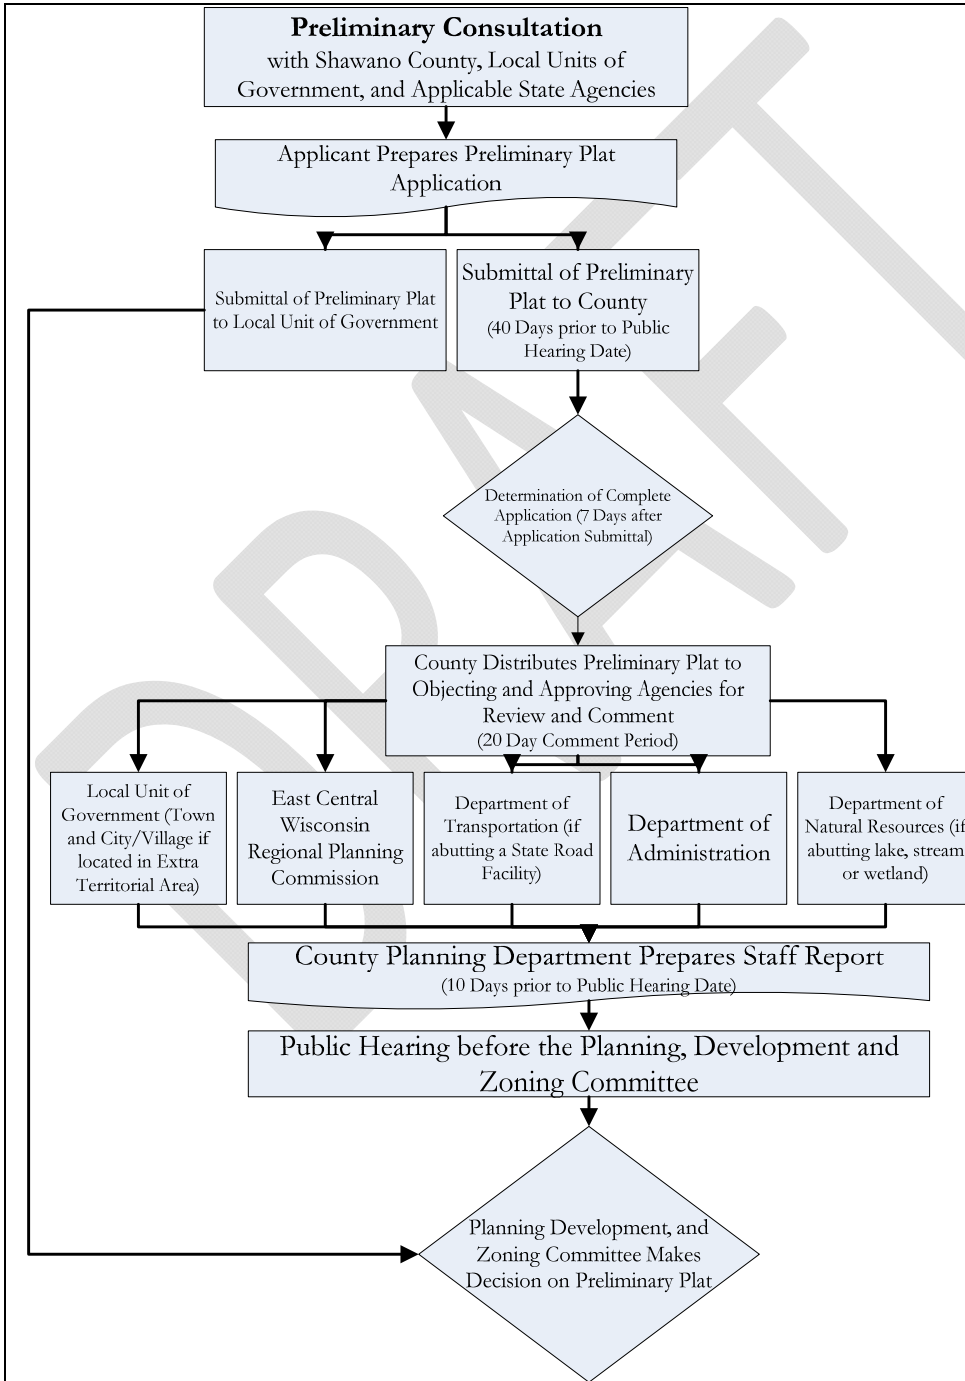 Preliminary Consultation
with Shawano County, Local Units of
Government, and Applicable State Agencies
Applicant Prepares Preliminary Plat
Application
Submittal of Preliminary Plat
to Local Unit of Government
Submittal of Preliminary
Plat to County
(40 Days prior to Public
Hearing Date)
Determination of Complete
Application (7 Days after
Application Submittal)
County Distributes Preliminary Plat to
Objecting and Approving Agencies for
Review and Comment
(20 Day Comment Period)
Local Unit of
Government (Town
and City/Village if
located in Extra
Territorial Area)
East Central
Wisconsin
Regional Planning
Commission
Department of
Transportation (if
abutting a State Road
Facility)
Department of
Administration
Department of
Natural Resources (if
abutting lake, stream
or wetland)
County Planning Department Prepares Staff Report
(10 Days prior to Public Hearing Date)
Public Hearing before the Planning, Development and
Zoning Committee
Planning Development, and
Zoning Committee Makes
Decision on Preliminary Plat
DRAFT